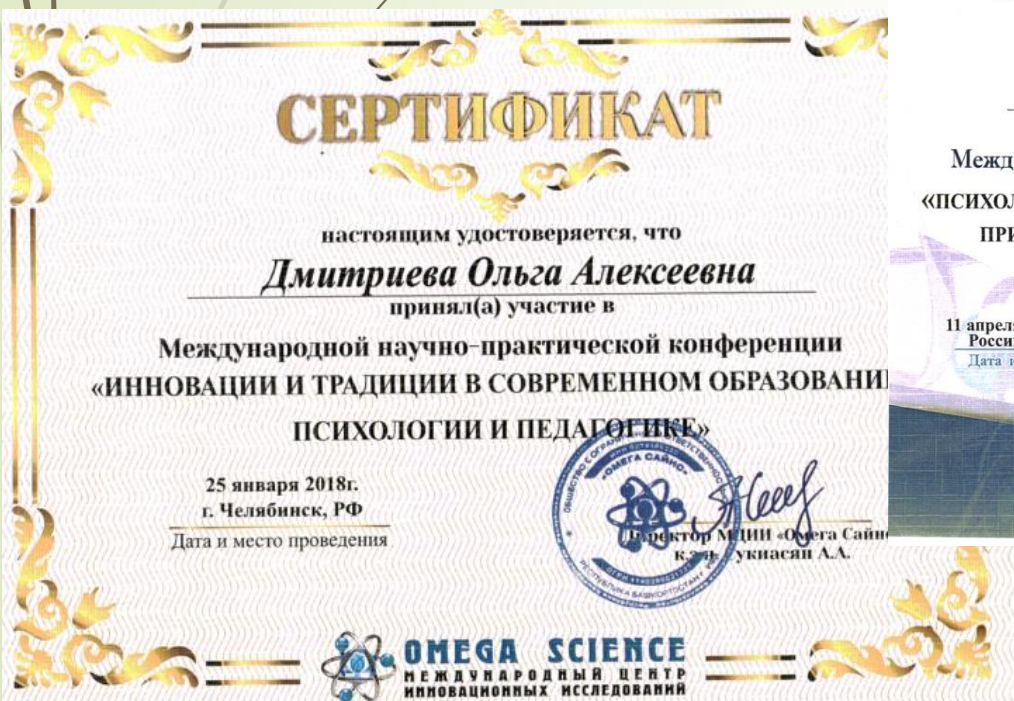 СЕРТИФИКАТ
настоящим удостоверяется, что
Дмитриева Ольга Алексеевна
принял(а) участие в
Международной научно-практической конференции
«ИННОВАЦИИ И ТРАДИЦИИ В СОВРЕМЕННОМ ОБРАЗОВАНИ
ПСИХОЛОГИИ И ПЕДАГОГИКЕ»
25 января 2018г.
г. Челябинск, РФ
Дата и место проведения
«ОМЕГА САЙНС»
Директор МЦИИ «Омега Сайнс
к.э.н. Сукиасян А.А.
OMEGA SCIENCE
МЕЖДУНАРОДНЫЙ ЦЕНТР
ИННОВАЦИОННЫХ ИССЛЕДОВАНИЙ
Межд
«ПСИХОЛ
ПРИ
11 апрел
Росси
Дата и